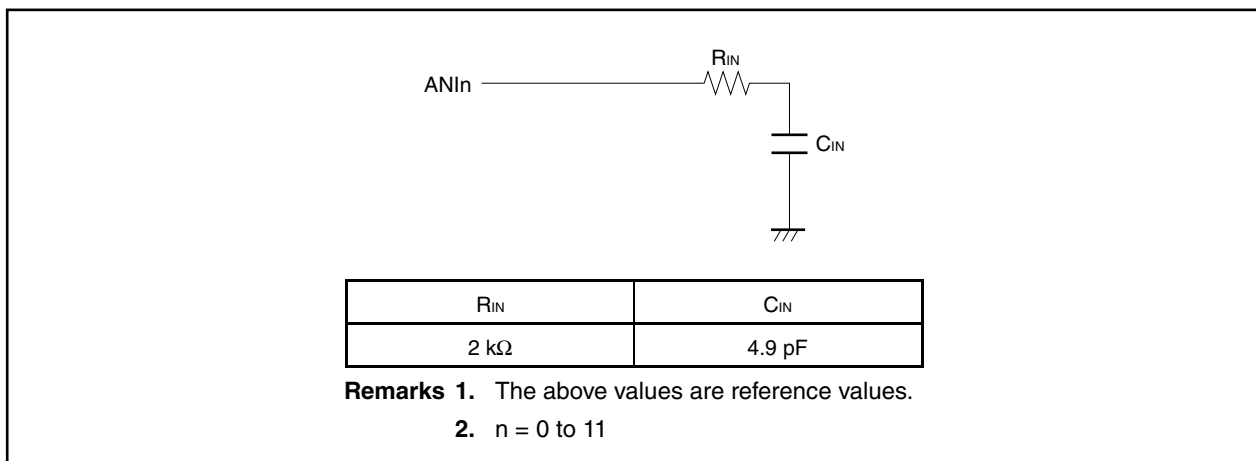 RIN
ANIn
CIN
RIN CIN
2 kΩ 4.9 pF
Remarks 1. The above values are reference values.
2. n = 0 to 11